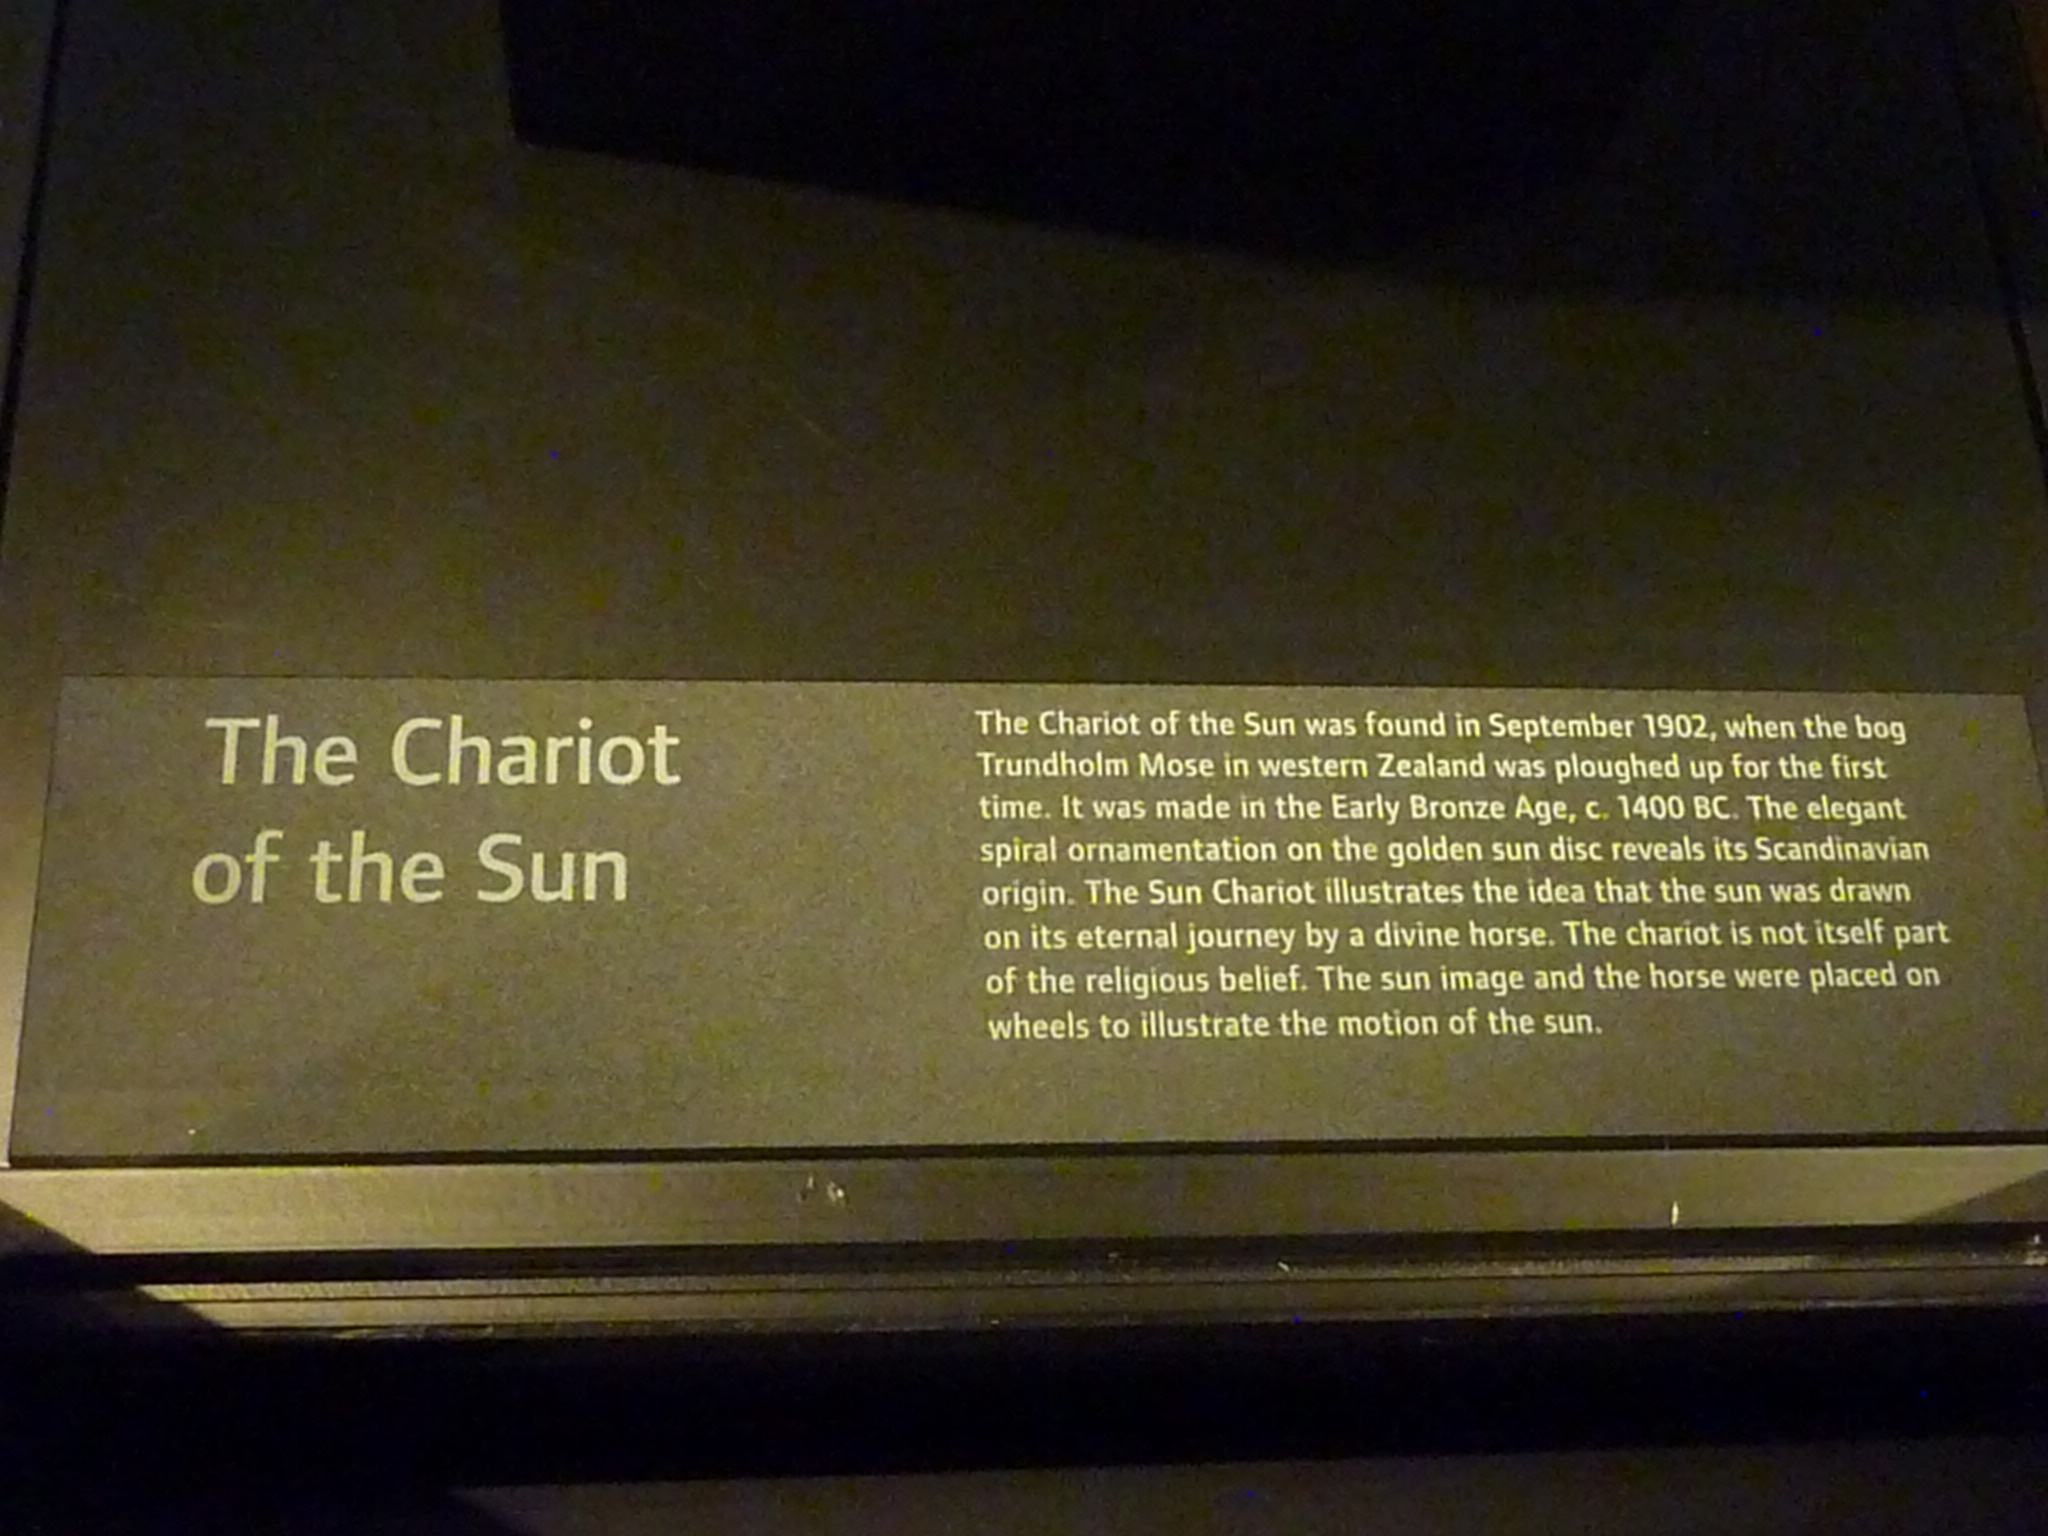 The Chariot
of the Sun
The Chariot of the Sun was found in September 1902, when the bog
Trundholm Mose in western Zealand was ploughed up for the first
time. It was made in the Early Bronze Age, c. 1400 BC. The elegant
spiral ornamentation on the golden sun disc reveals its Scandinavian
origin. The Sun Chariot illustrates the idea that the sun was drawn
on its eternal journey by a divine horse. The chariot is not itself part
of the religious belief. The sun image and the horse were placed on
wheels to illustrate the motion of the sun.